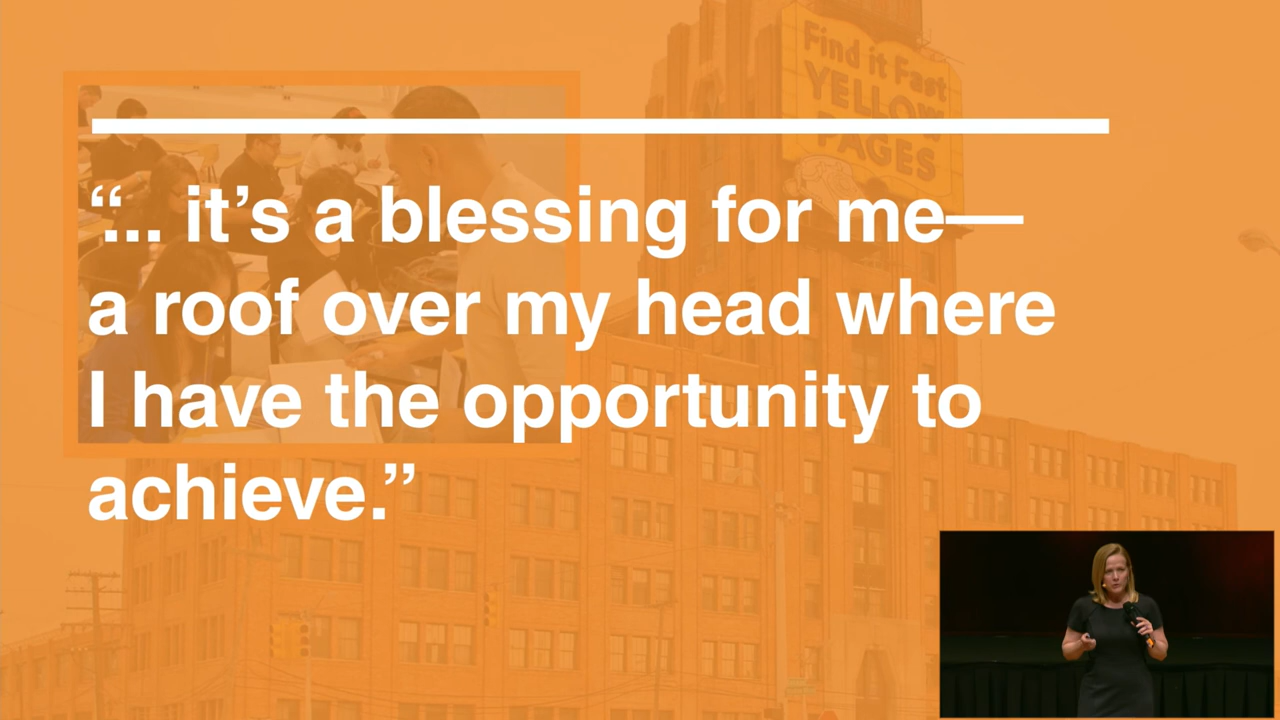 Find it Fast
YELLOW
PAGES
“... it’s a blessing for me—
a roof over my head where
I have the opportunity to
achieve.”